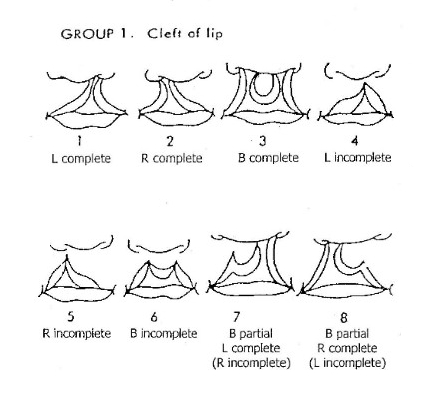 GROUP 1. Cleft of lip
1 2 3 4
L complete R complete B complete L incomplete
5 6 7 8
R incomplete B incomplete B partial B partial
L complete R complete
(R incomplete) (L incomplete)